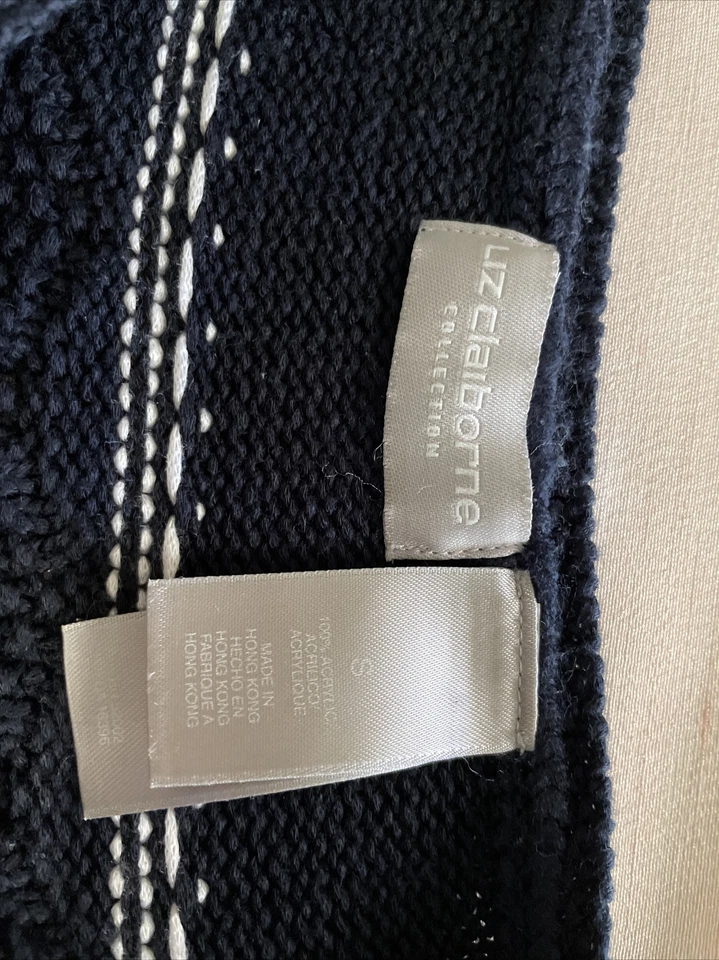 Liz claiborne
COLLECTION
S
100% ACRYLIC/
ACRILICO/
ACRYLIQUE
MADE IN
HONG KONG
HECHO EN
HONG KONG
FABRIQUE A
HONG KONG